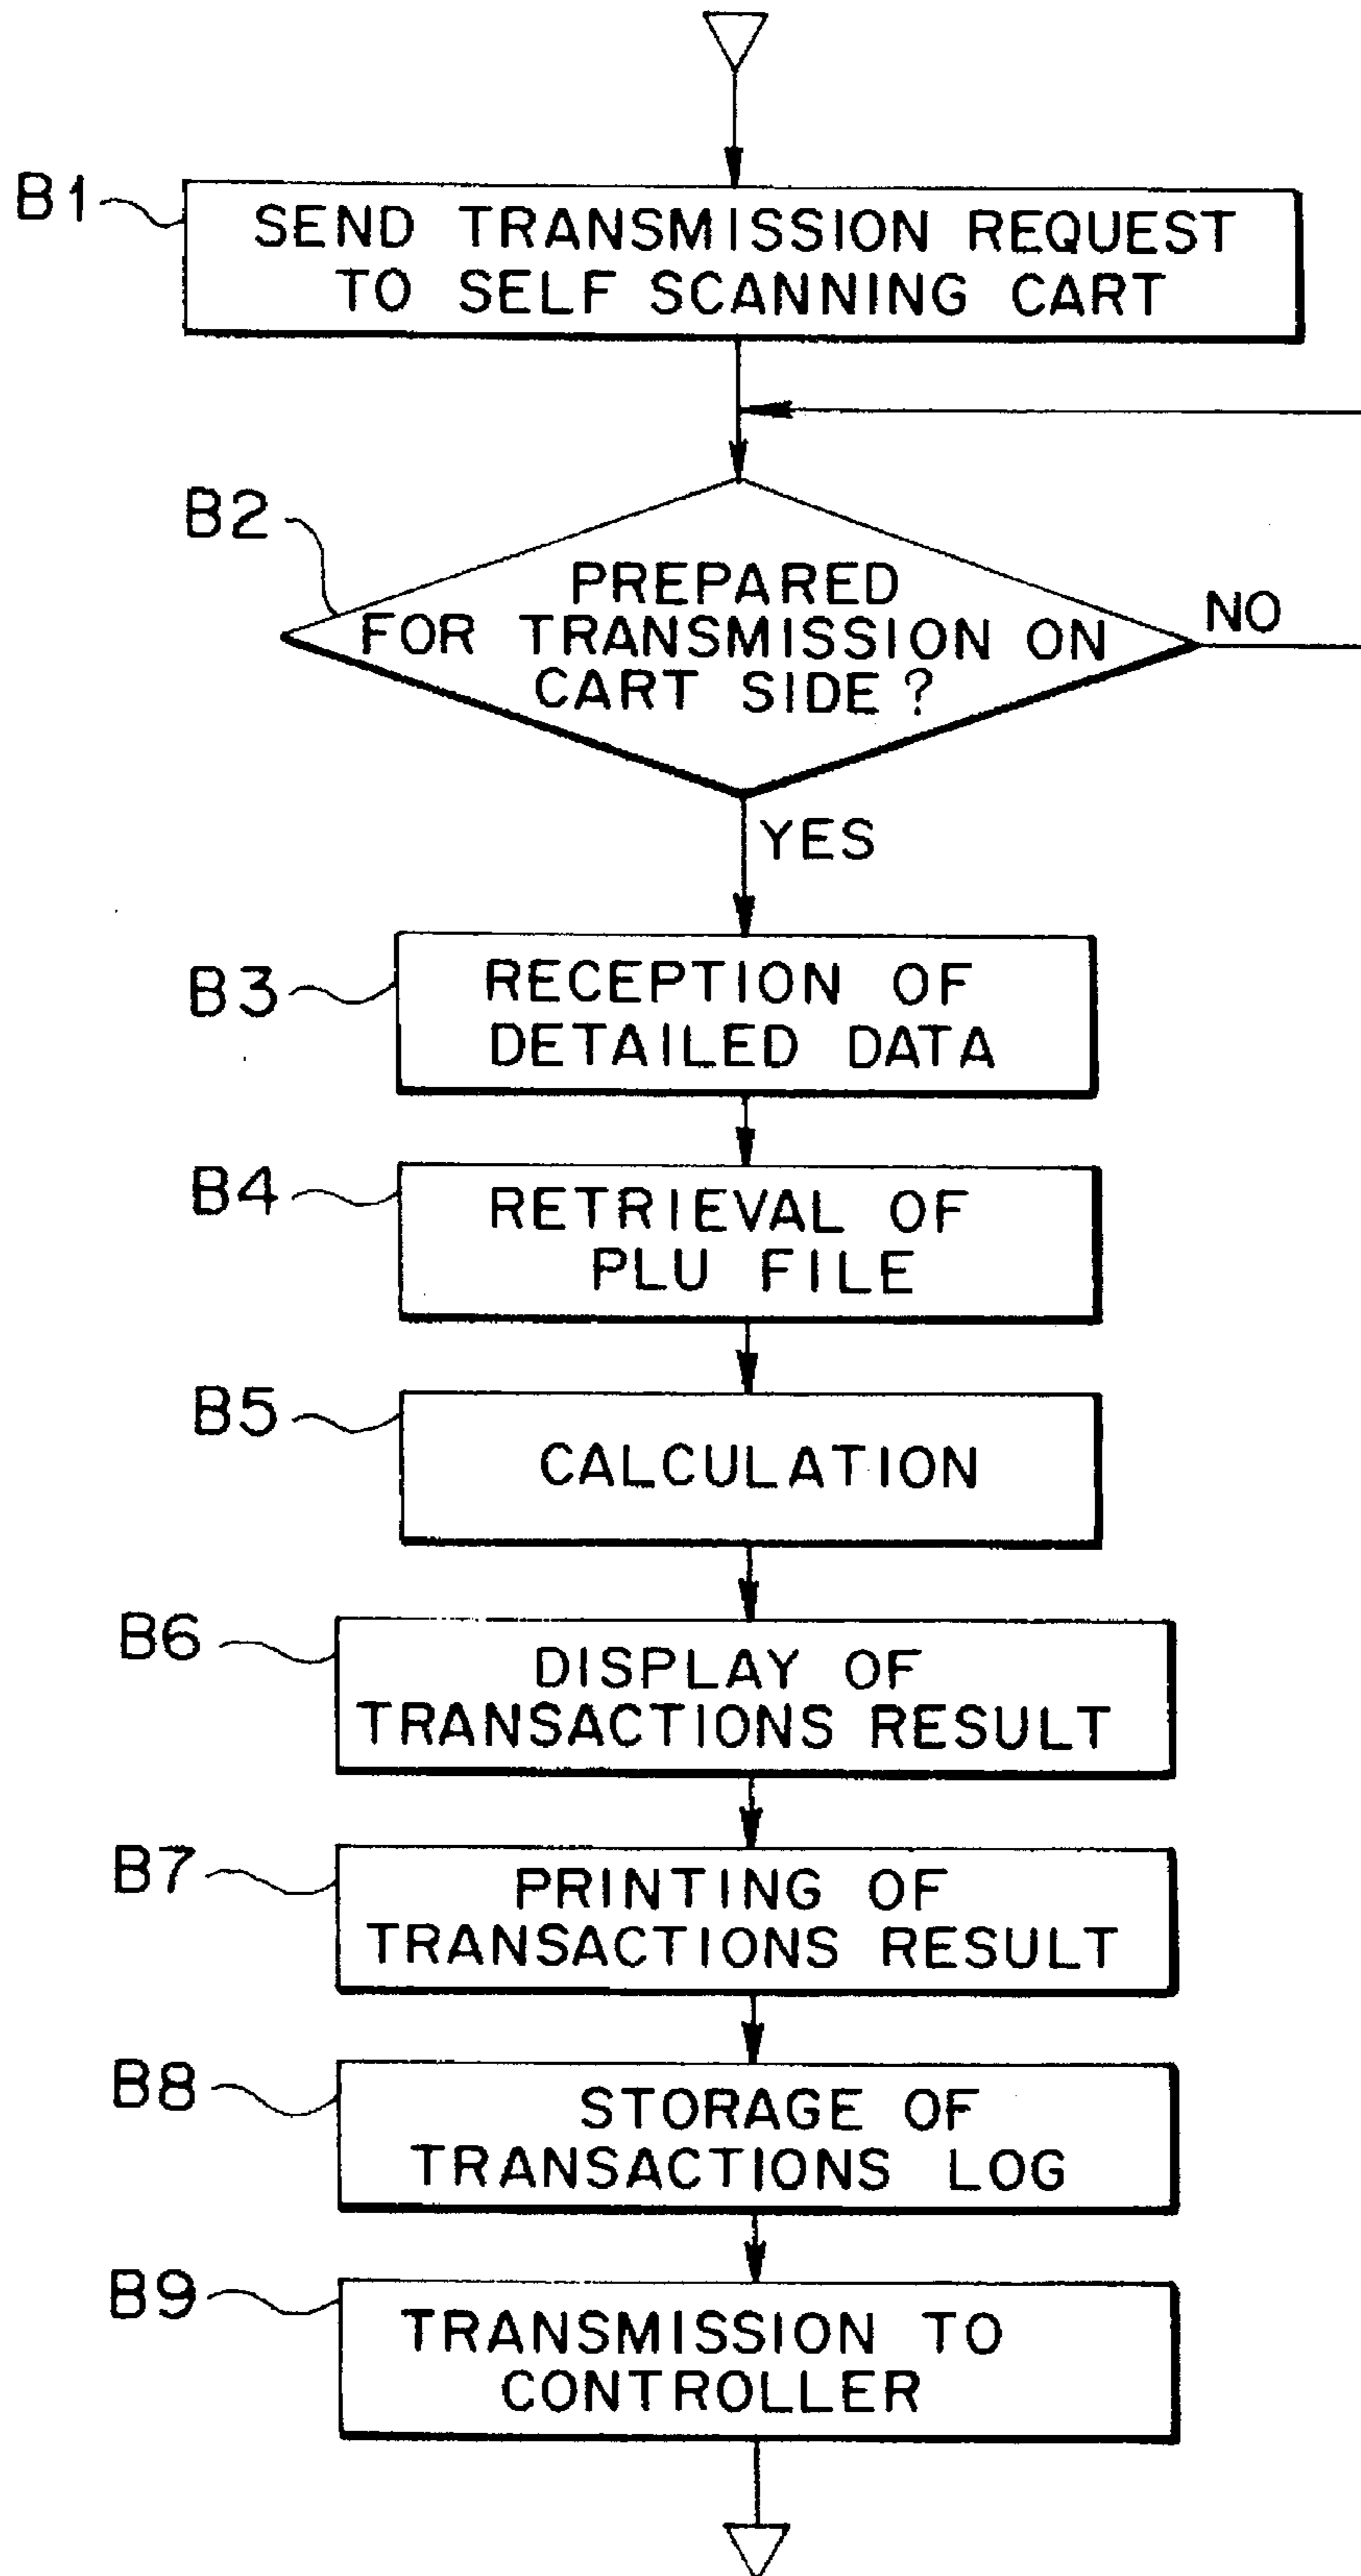 B1
SEND TRANSMISSION REQUEST
TO SELF SCANNING CART
B2
PREPARED
FOR TRANSMISSION ON
CART SIDE?
NO
YES
B3
RECEPTION OF
DETAILED DATA
B4
RETRIEVAL OF
PLU FILE
B5
CALCULATION
B6
DISPLAY OF
TRANSACTIONS RESULT
B7
PRINTING OF
TRANSACTIONS RESULT
B8
STORAGE OF
TRANSACTIONS LOG
B9
TRANSMISSION TO
CONTROLLER